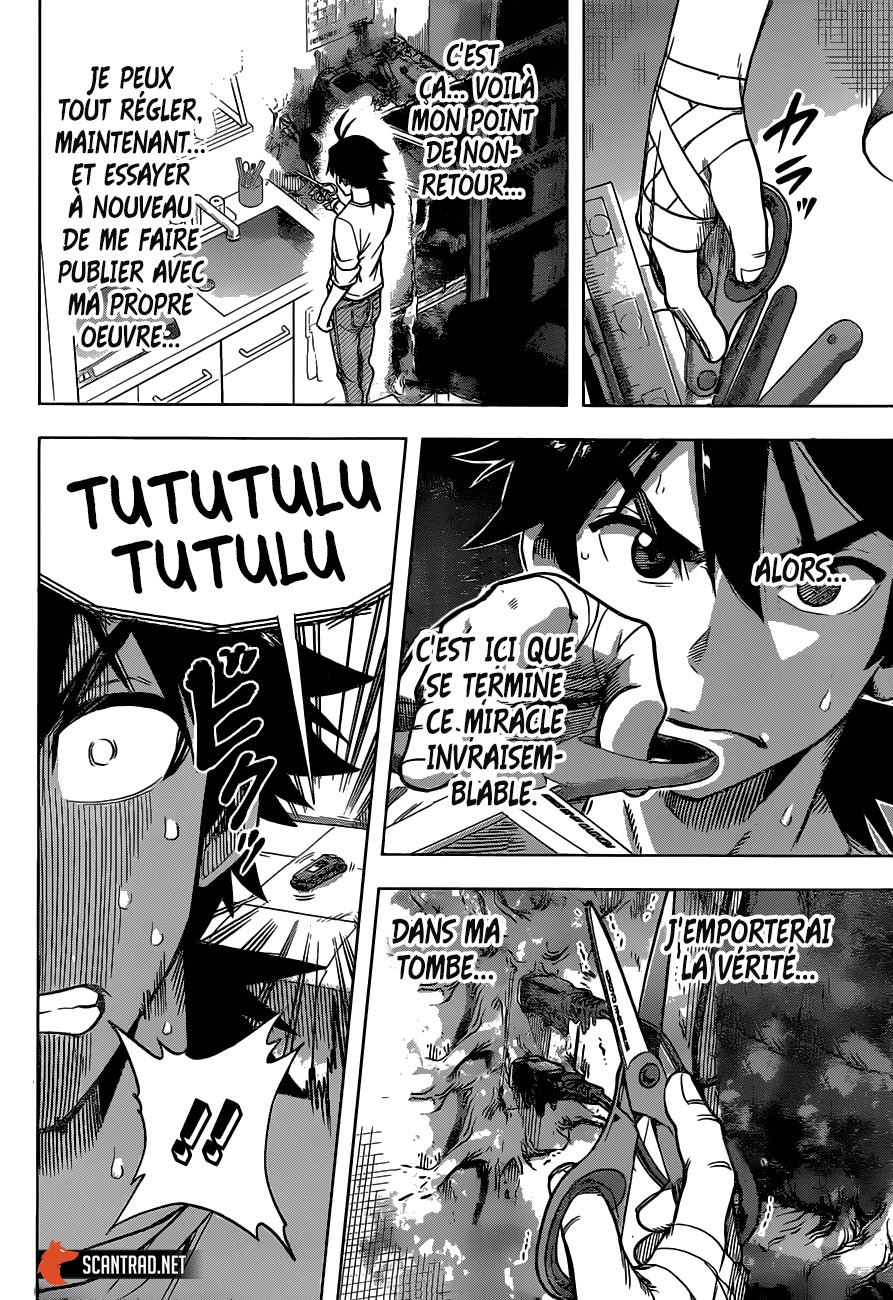 カラッ
C'EST
ÇA... VOILÀ
MON POINT
DE NON-
RETOUR...
JE PEUX
TOUT RÉGLER,
MAINTENANT...
ET ESSAYER
À NOUVEAU
DE ME FAIRE
PUBLIER AVEC
MA PROPRE
OEUVRE...
ALORS...
C'EST ICI QUE
SE TERMINE
CE MIRACLE
INVRAISEM-
BLABLE.
TUTUTULU
TUTULU
ビクッ
!!
J'EMPORTERAI
LA VÉRITÉ...
DANS MA
TOMBE...
SCANTRAD.NET